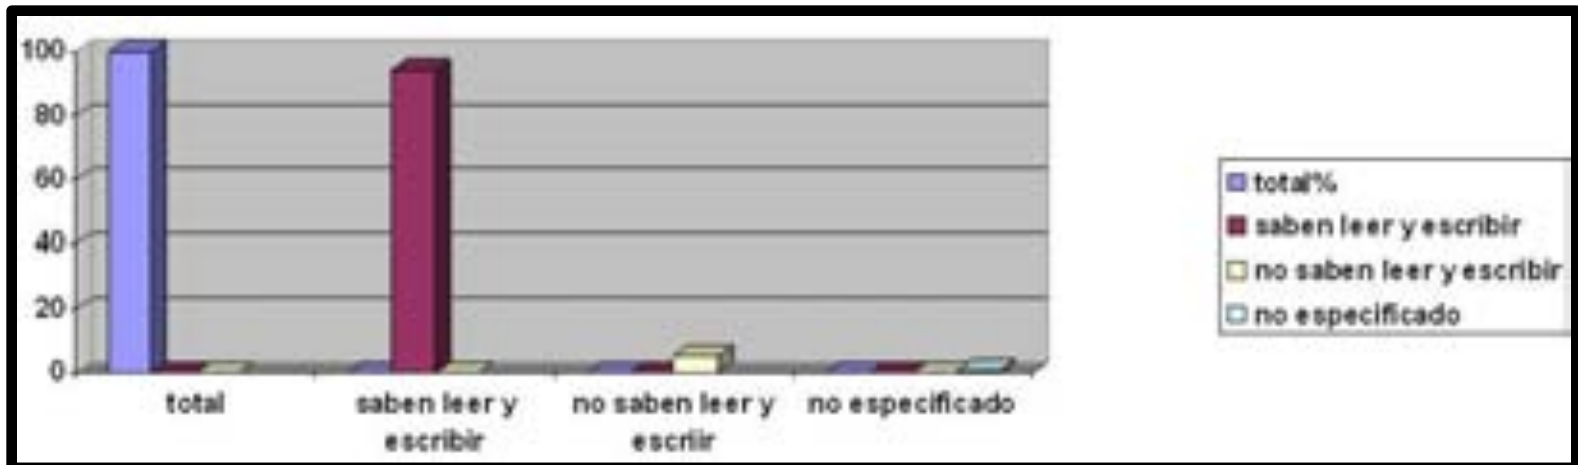 100
80
60
40
20
0
total
saben leer y
escribir
no saben leer y
escriir
no especificado
total%
saben leer y escribir
no saben leer y escribir
no especificado